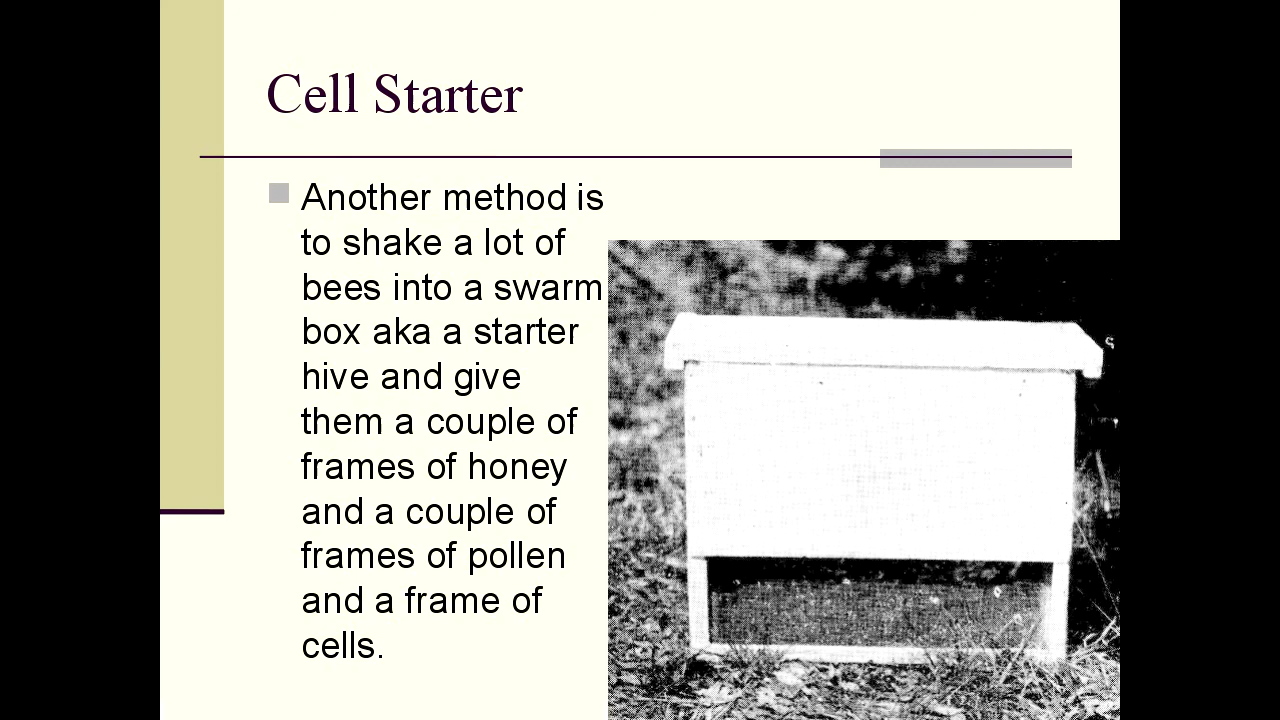 Cell Starter
Another method is
to shake a lot of
bees into a swarm
box aka a starter
hive and give
them a couple of
frames of honey
and a couple of
frames of pollen
and a frame of
cells.